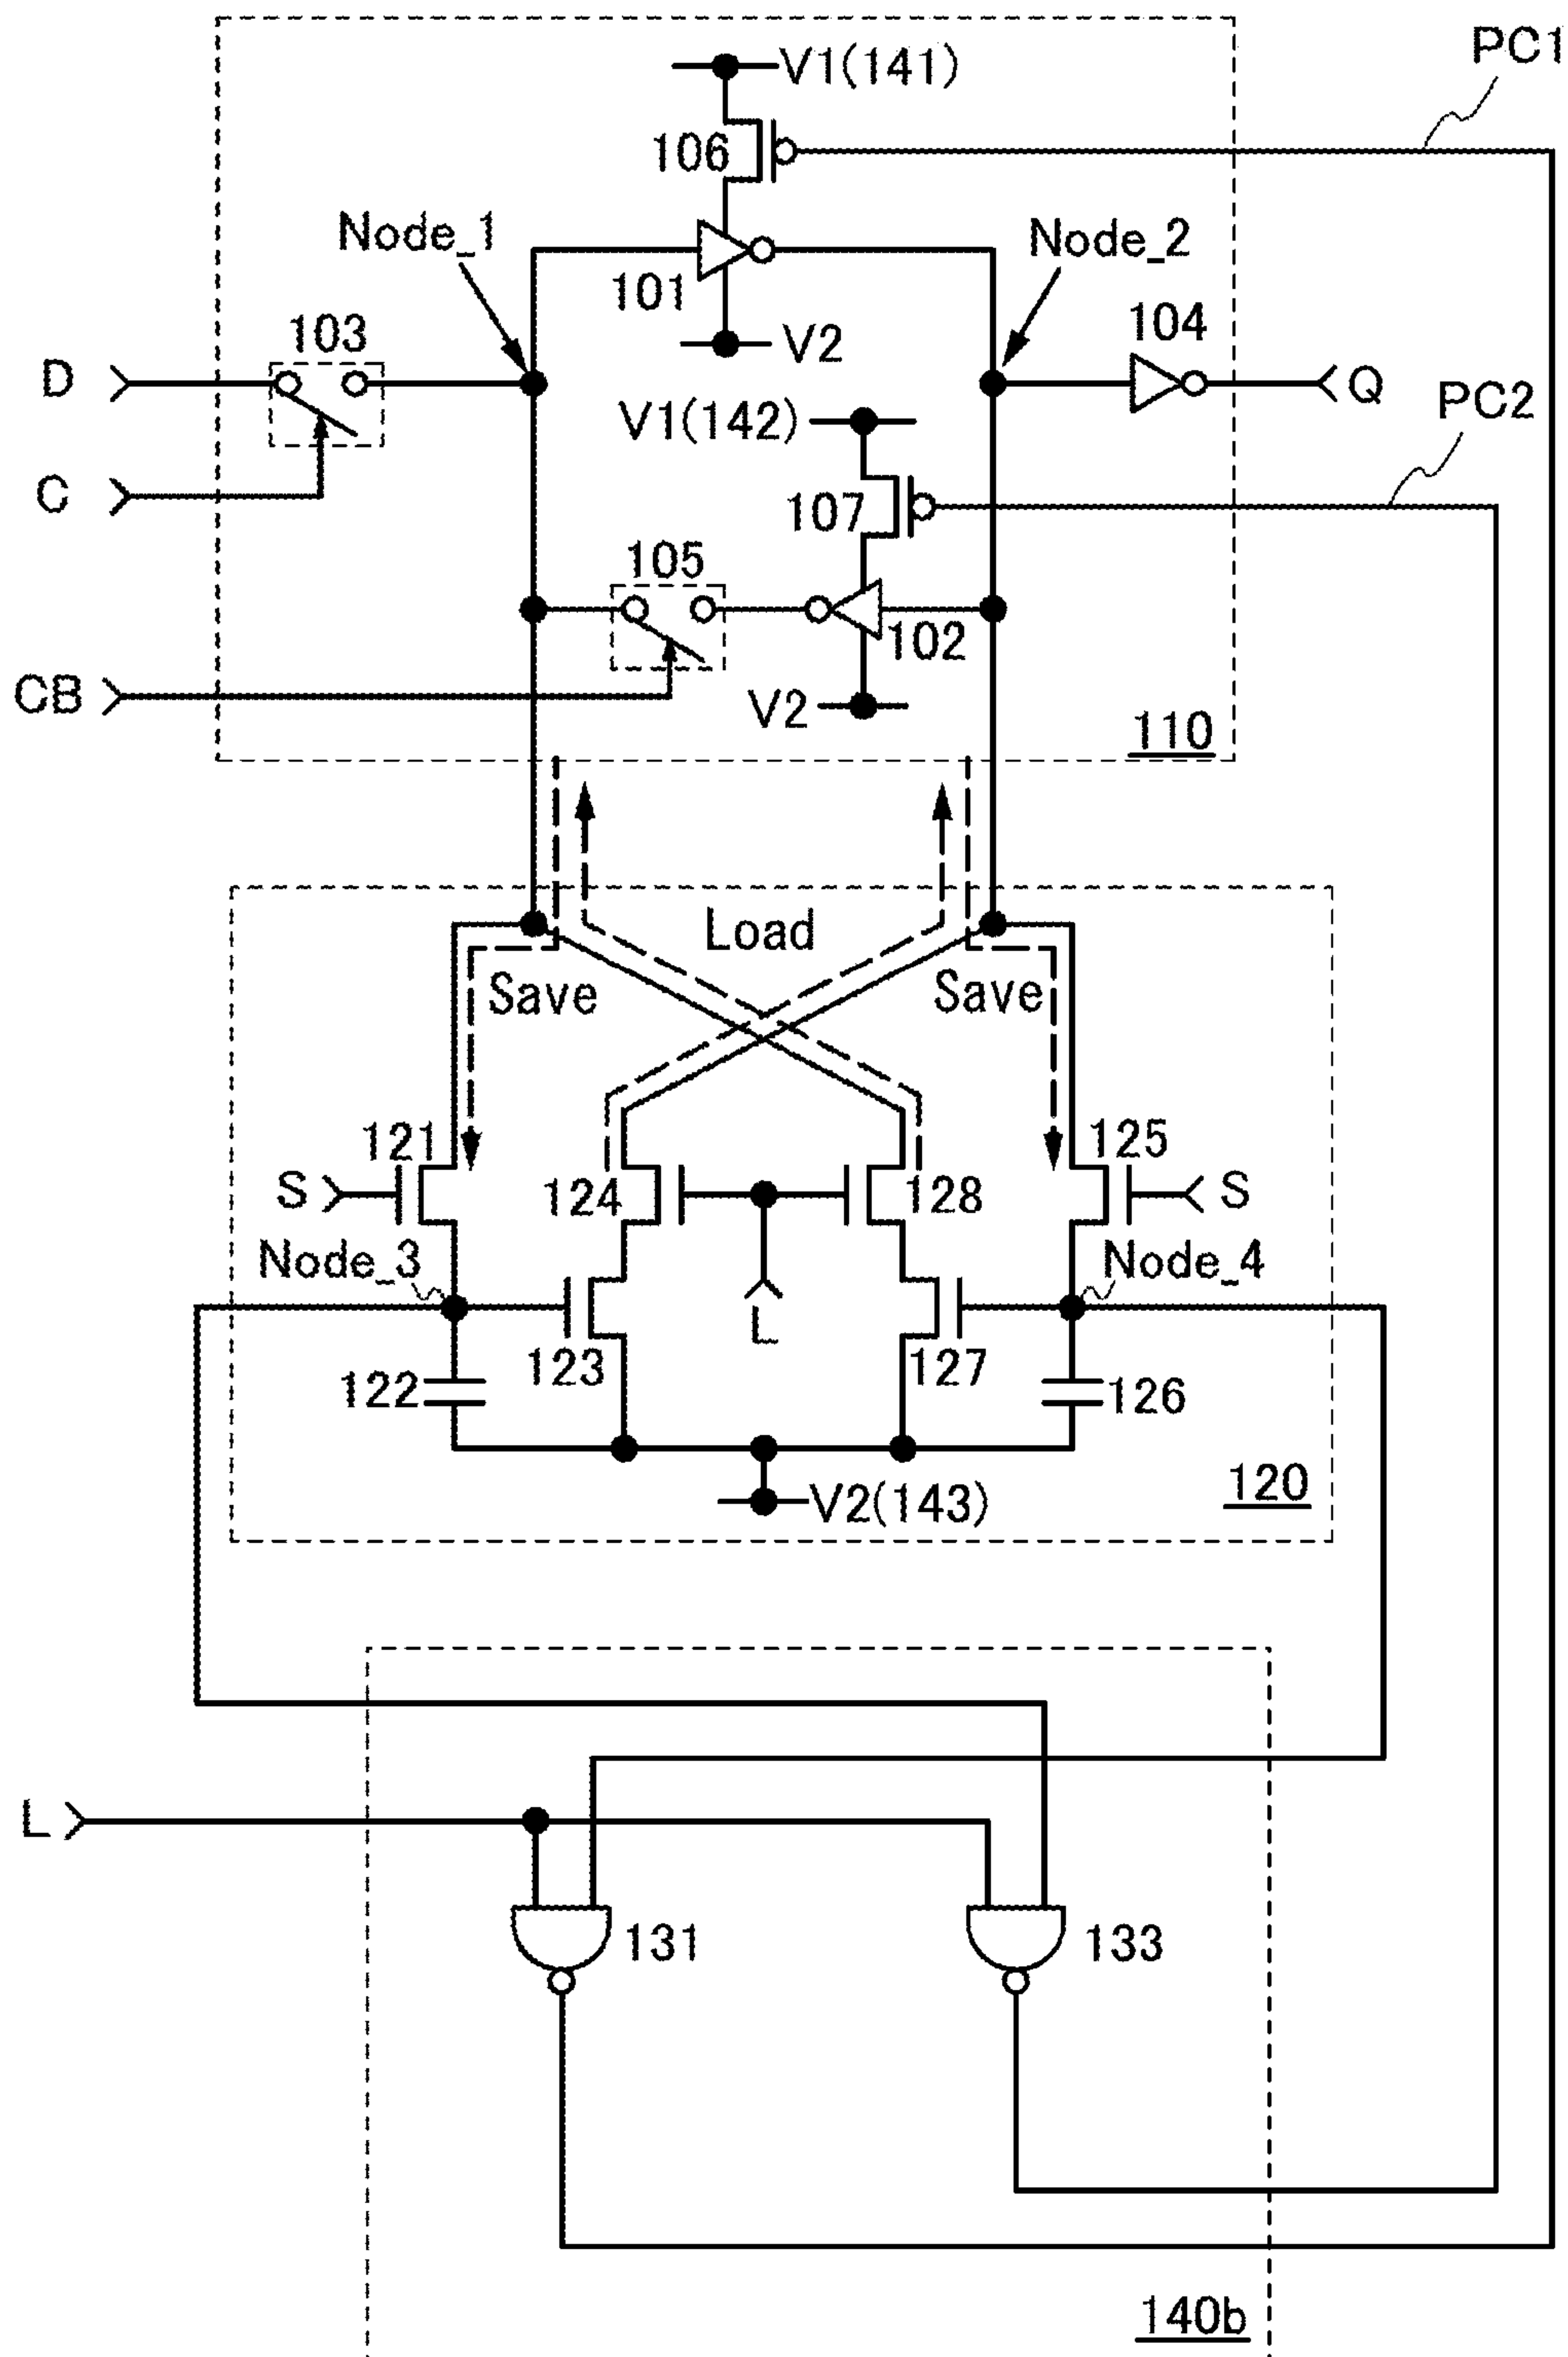 PC1
V1(141)
106
Node_1
Node_2
101
V2
103
104
D
Q
V1(142)
PC2
C
107
105
102
CB
V2
110
Load
Save
Save
121
125
S
124
128
S
Node_3
Node_4
L
122
123
127
126
V2(143)
120
L
131
133
140b